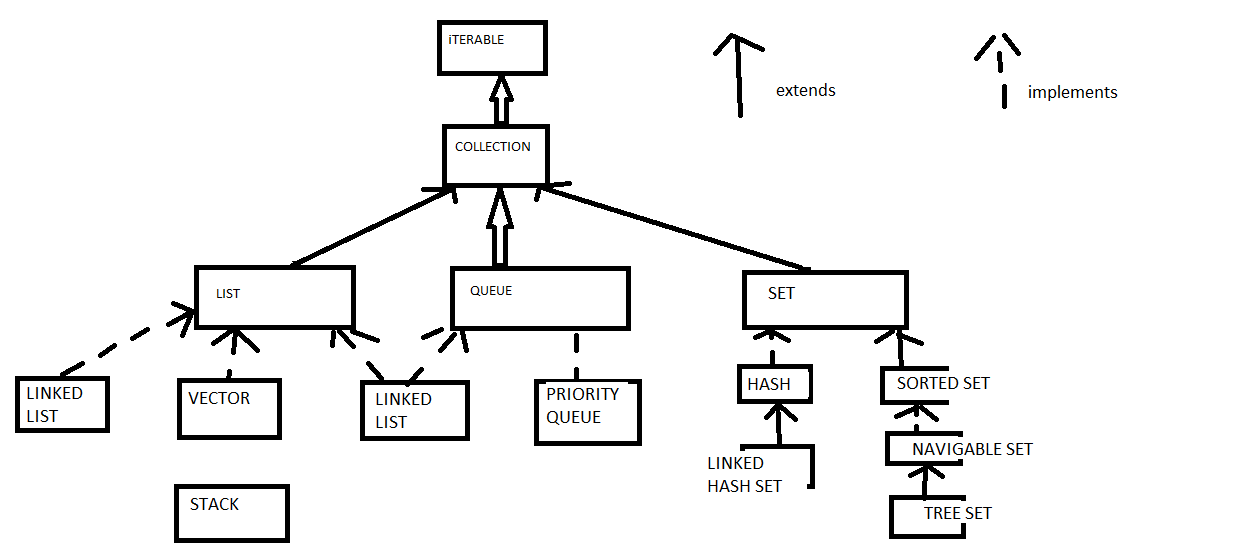 iTERABLE
extends
implements
COLLECTION
LIST
QUEUE
SET
LINKED
LIST
VECTOR
LINKED
LIST
PRIORITY
QUEUE
HASH
SORTED SET
LINKED
HASH SET
NAVIGABLE SET
STACK
TREE SET